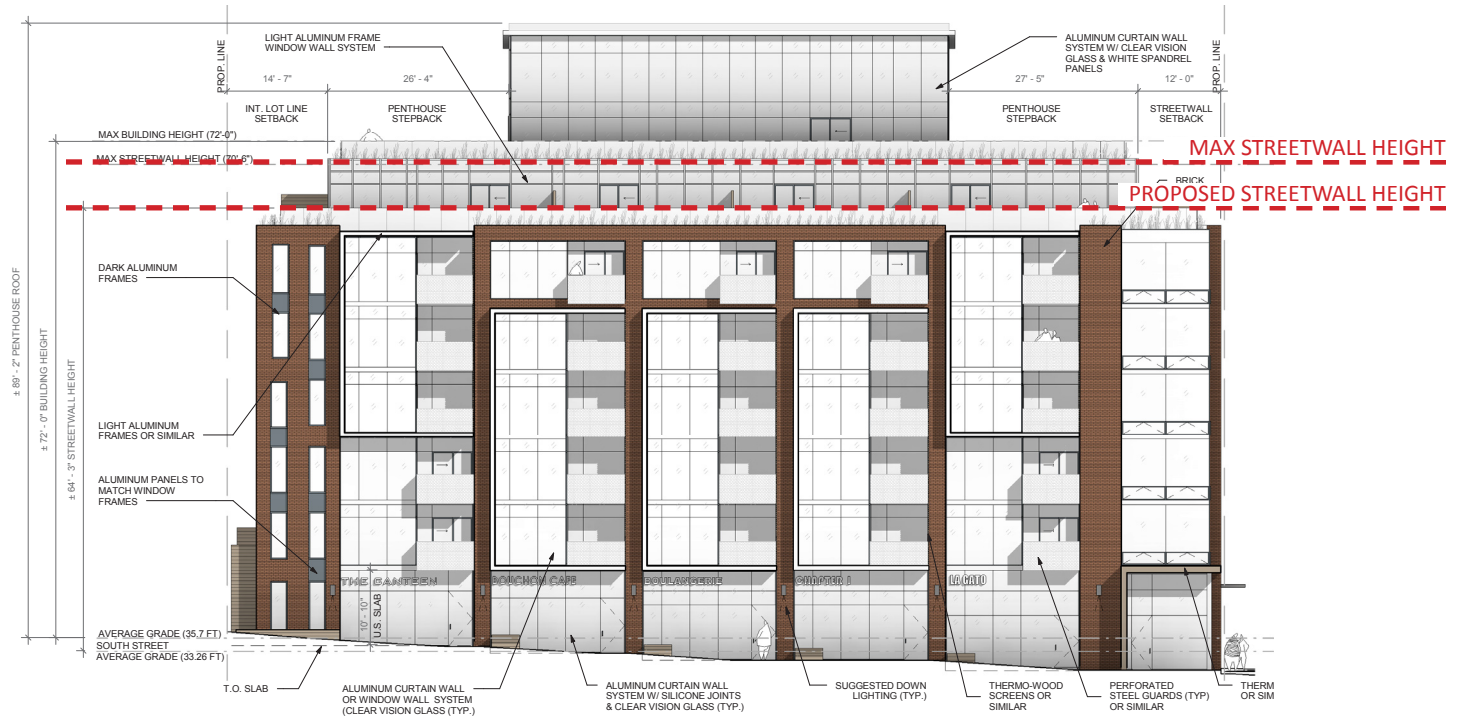 LIGHT ALUMINUM FRAME
WINDOW WALL SYSTEM
ALUMINUM CURTAIN WALL
SYSTEM W/ CLEAR VISION
GLASS & WHITE SPANDREL
PANELS
PROP. LINE
PROP. LINE
14' - 7"
26' - 4"
27' - 5"
12' - 0"
INT. LOT LINE
SETBACK
PENTHOUSE
STEPBACK
PENTHOUSE
STEPBACK
STREETWALL
SETBACK
MAX BUILDING HEIGHT (72'-0")
MAX STREETWALL HEIGHT (70'-6")
MAX STREETWALL HEIGHT
BRICK
PROPOSED STREETWALL HEIGHT
± 89' - 2" PENTHOUSE ROOF
± 72' - 0" BUILDING HEIGHT
± 64' - 3" STREETWALL HEIGHT
DARK ALUMINUM
FRAMES
LIGHT ALUMINUM
FRAMES OR SIMILAR
ALUMINUM PANELS TO
MATCH WINDOW
FRAMES
THE CANTEEN
BOUCHON CAFE
BOULANGERIE
CHAPTER I
LA GATO
10' - 10"
U.S. SLAB
AVERAGE GRADE (35.7 FT)
SOUTH STREET
AVERAGE GRADE (33.26 FT)
T.O. SLAB
ALUMINUM CURTAIN WALL
OR WINDOW WALL SYSTEM
(CLEAR VISION GLASS (TYP.)
ALUMINUM CURTAIN WALL
SYSTEM W/ SILICONE JOINTS
& CLEAR VISION GLASS (TYP.)
SUGGESTED DOWN
LIGHTING (TYP.)
THERMO-WOOD
SCREENS OR
SIMILAR
PERFORATED
STEEL GUARDS (TYP)
OR SIMILAR
THERM
OR SIM